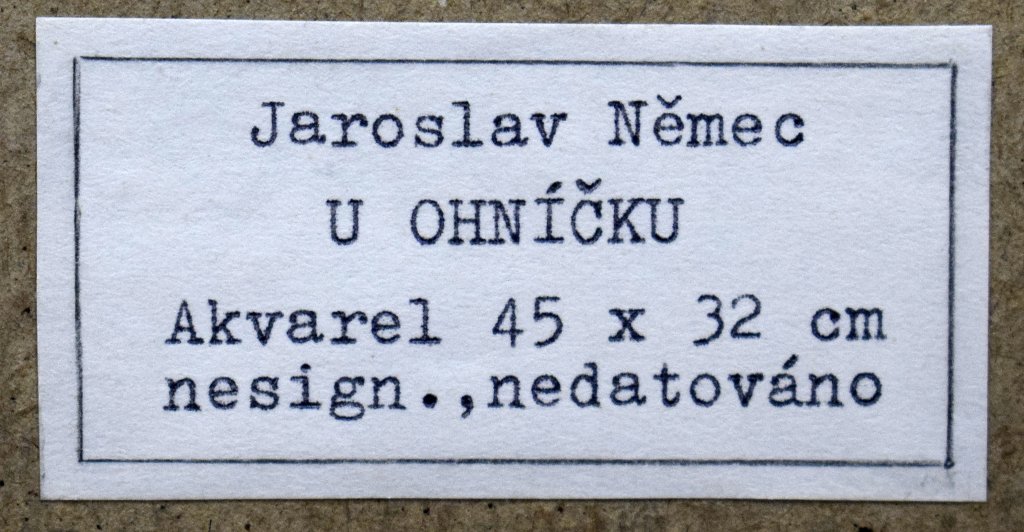 Jaroslav Němec
U OHNÍČKU
Akvarel 45 x 32 cm
nesign.,nedatováno